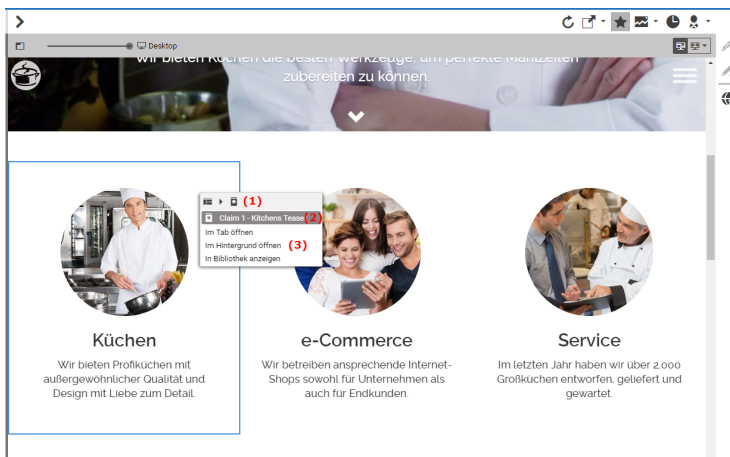 Desktop
Wir bieten Köchen die besten Werkzeuge, um perfekte Mahlzeiten
zubereiten zu können.
(1)
Claim 1 - Kitchens Tease (2)
Im Tab öffnen
Im Hintergrund öffnen (3)
In Bibliothek anzeigen
Küchen
Wir bieten Profiküchen mit
außergewöhnlicher Qualität und
Design mit Liebe zum Detail.
e-Commerce
Wir betreiben ansprechende Internet-
Shops sowohl für Unternehmen als
auch für Endkunden.
Service
Im letzten Jahr haben wir über 2.000
Großküchen entworfen, geliefert und
gewartet.